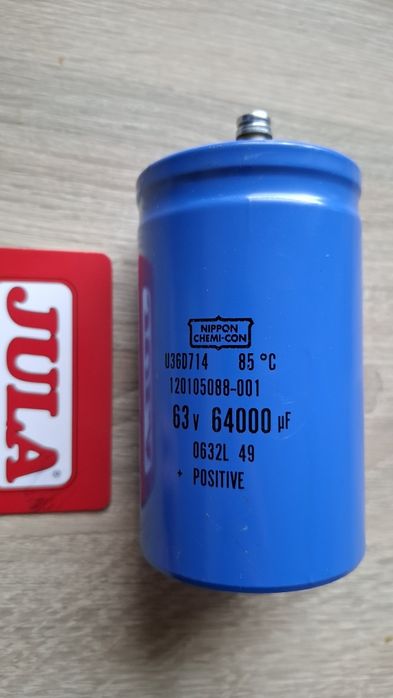 JULA
®
NIPPON
CHEMI-CON
U36D714 85 °C
120105088-001
63 V 64000 µF
0632L 49
+ POSITIVE